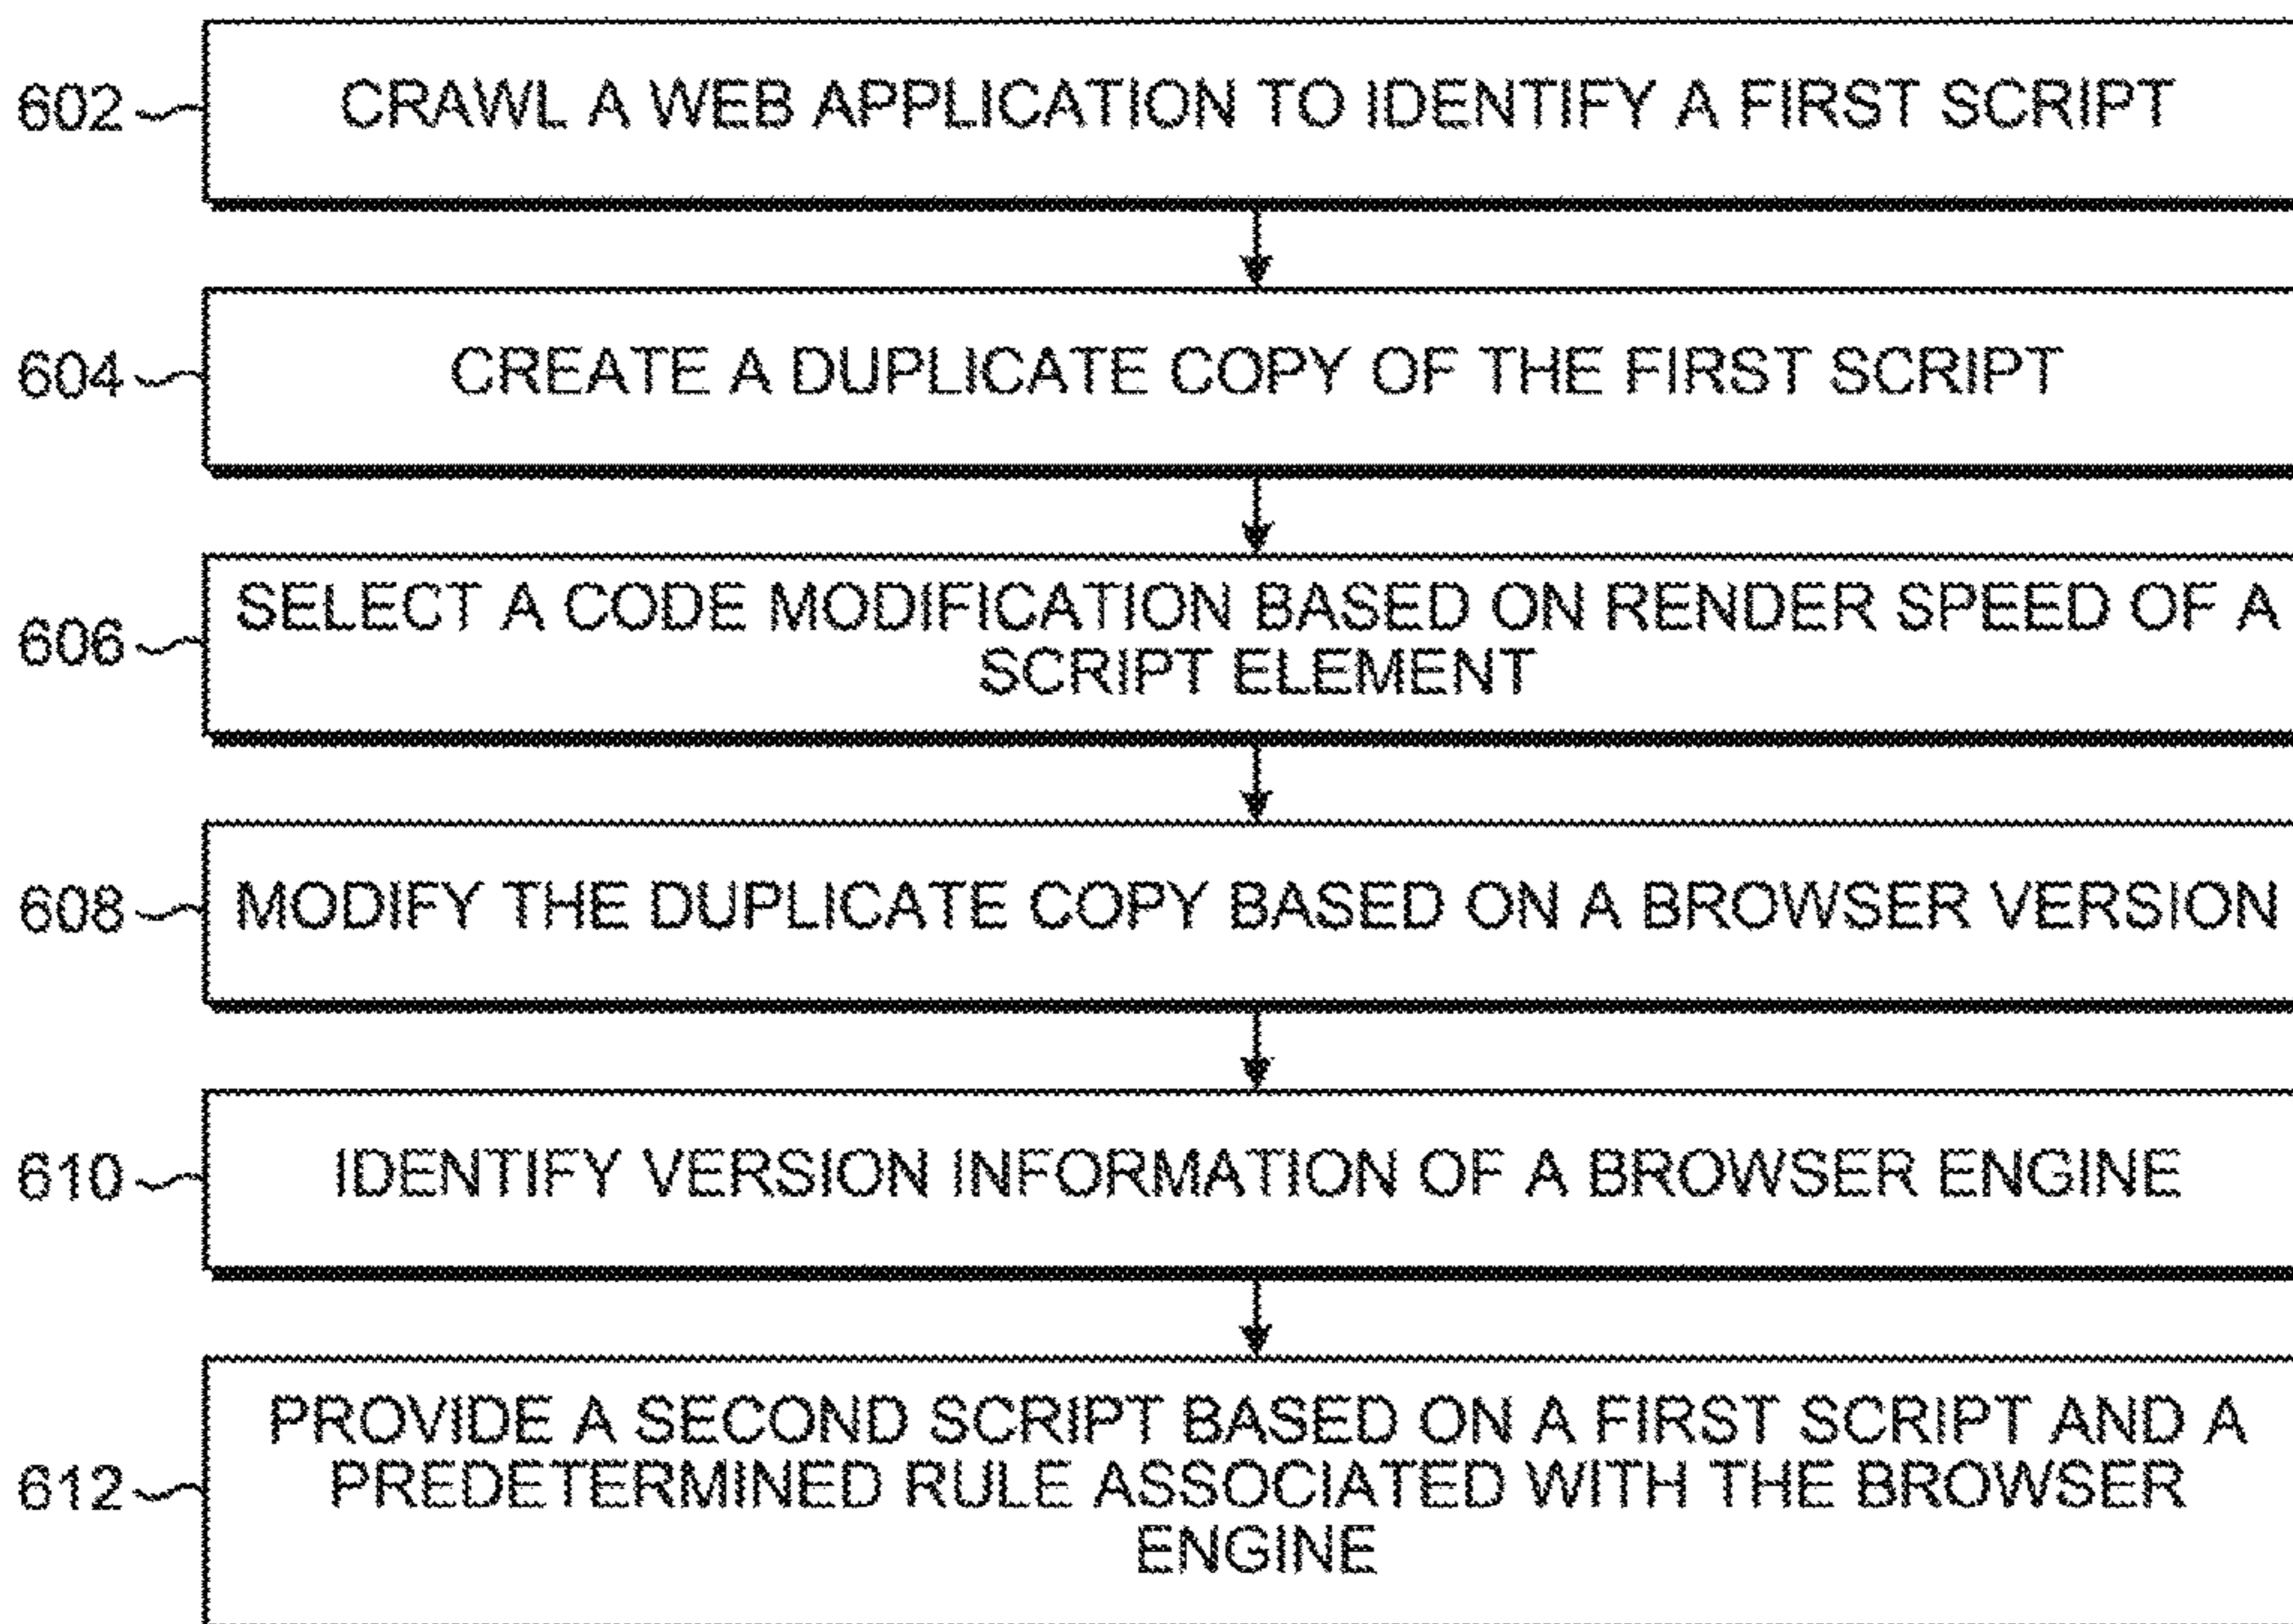 602 CRAWL A WEB APPLICATION TO IDENTIFY A FIRST SCRIPT
604 CREATE A DUPLICATE COPY OF THE FIRST SCRIPT
606 SELECT A CODE MODIFICATION BASED ON RENDER SPEED OF A
SCRIPT ELEMENT
608 MODIFY THE DUPLICATE COPY BASED ON A BROWSER VERSION
610 IDENTIFY VERSION INFORMATION OF A BROWSER ENGINE
612 PROVIDE A SECOND SCRIPT BASED ON A FIRST SCRIPT AND A
PREDETERMINED RULE ASSOCIATED WITH THE BROWSER
ENGINE